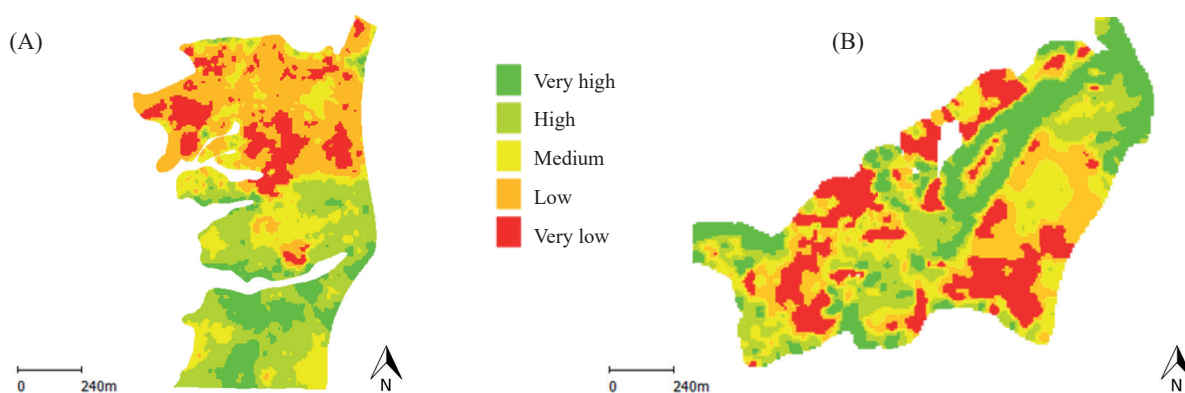 (A)
(B)
Very high
High
Medium
Low
Very low
0 240m
N
0 240m
N